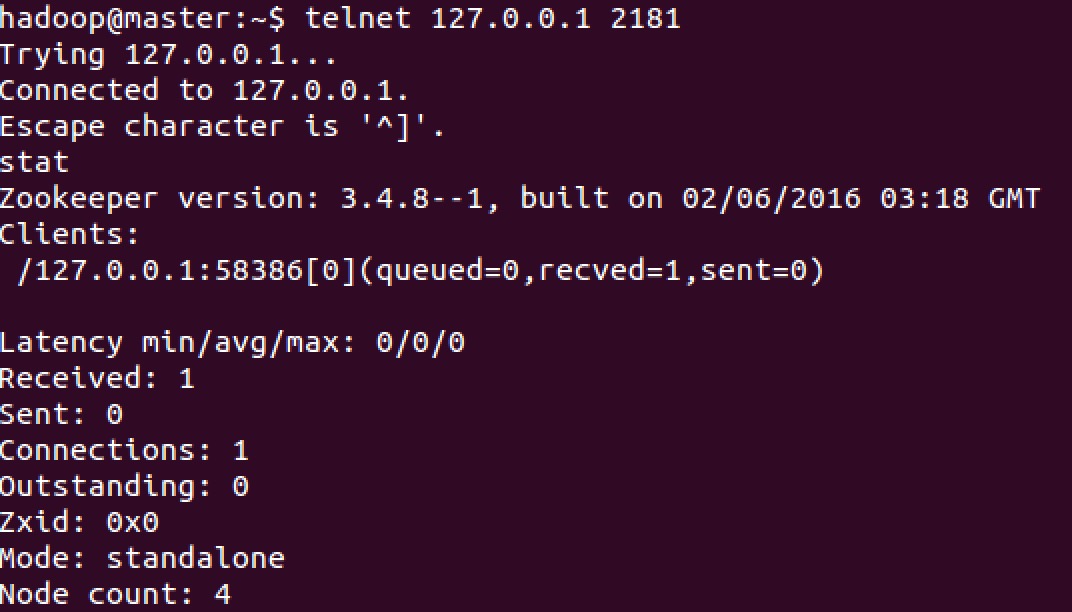 hadoop@master:~$ telnet 127.0.0.1 2181
Trying 127.0.0.1...
Connected to 127.0.0.1.
Escape character is '^]'.
stat
Zookeeper version: 3.4.8--1, built on 02/06/2016 03:18 GMT
Clients:
 /127.0.0.1:58386[0](queued=0,recved=1,sent=0)

Latency min/avg/max: 0/0/0
Received: 1
Sent: 0
Connections: 1
Outstanding: 0
Zxid: 0x0
Mode: standalone
Node count: 4